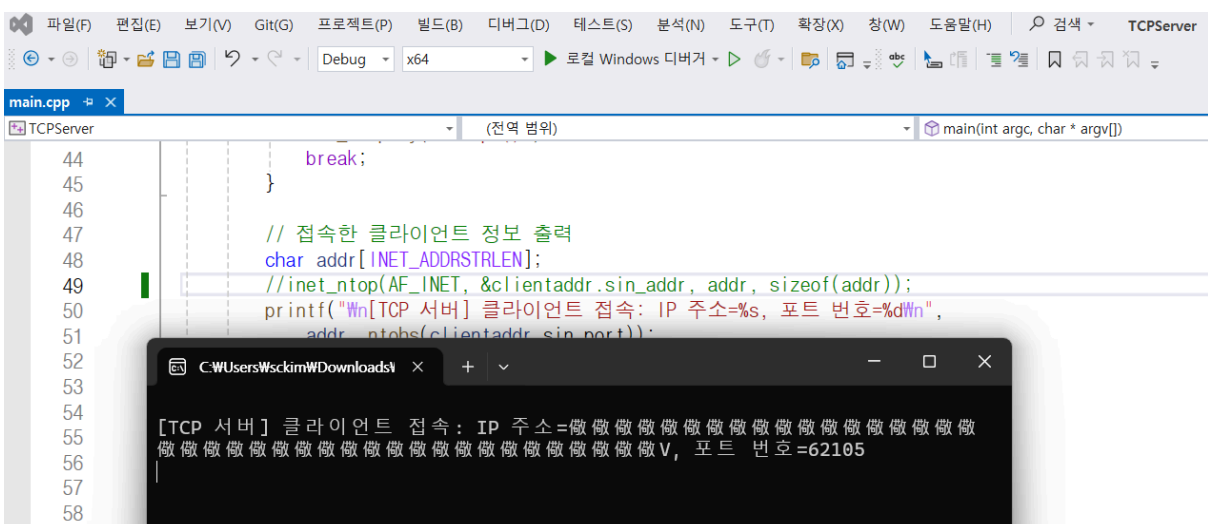 파일(F) 편집(E) 보기(V) Git(G) 프로젝트(P) 빌드(B) 디버그(D) 테스트(S) 분석(N) 도구(T) 확장(X) 창(W) 도움말(H) 검색 TCPServer
Debug x64 로컬 Windows 디버거 abc
main.cpp
TCPServer (전역 범위) main(int argc, char * argv[])
44 break;
45 }
46
47 // 접속한 클라이언트 정보 출력
48 char addr[INET_ADDRSTRLEN];
49 //inet_ntop(AF_INET, &clientaddr.sin_addr, addr, sizeof(addr));
50 printf("₩n[TCP 서버] 클라이언트 접속: IP 주소=%s, 포트 번호=%d₩n",
51 addr, ntohs(clientaddr.sin_port));
52
53
54
55
56
57
58
C:₩Users₩sckim₩Downloads₩
[TCP 서버] 클라이언트 접속: IP 주소=儆儆儆儆儆儆儆儆儆儆儆儆儆儆儆儆儆儆
儆儆儆儆儆儆儆儆儆儆儆儆儆儆儆儆儆儆儆儆儆儆V, 포트 번호=62105